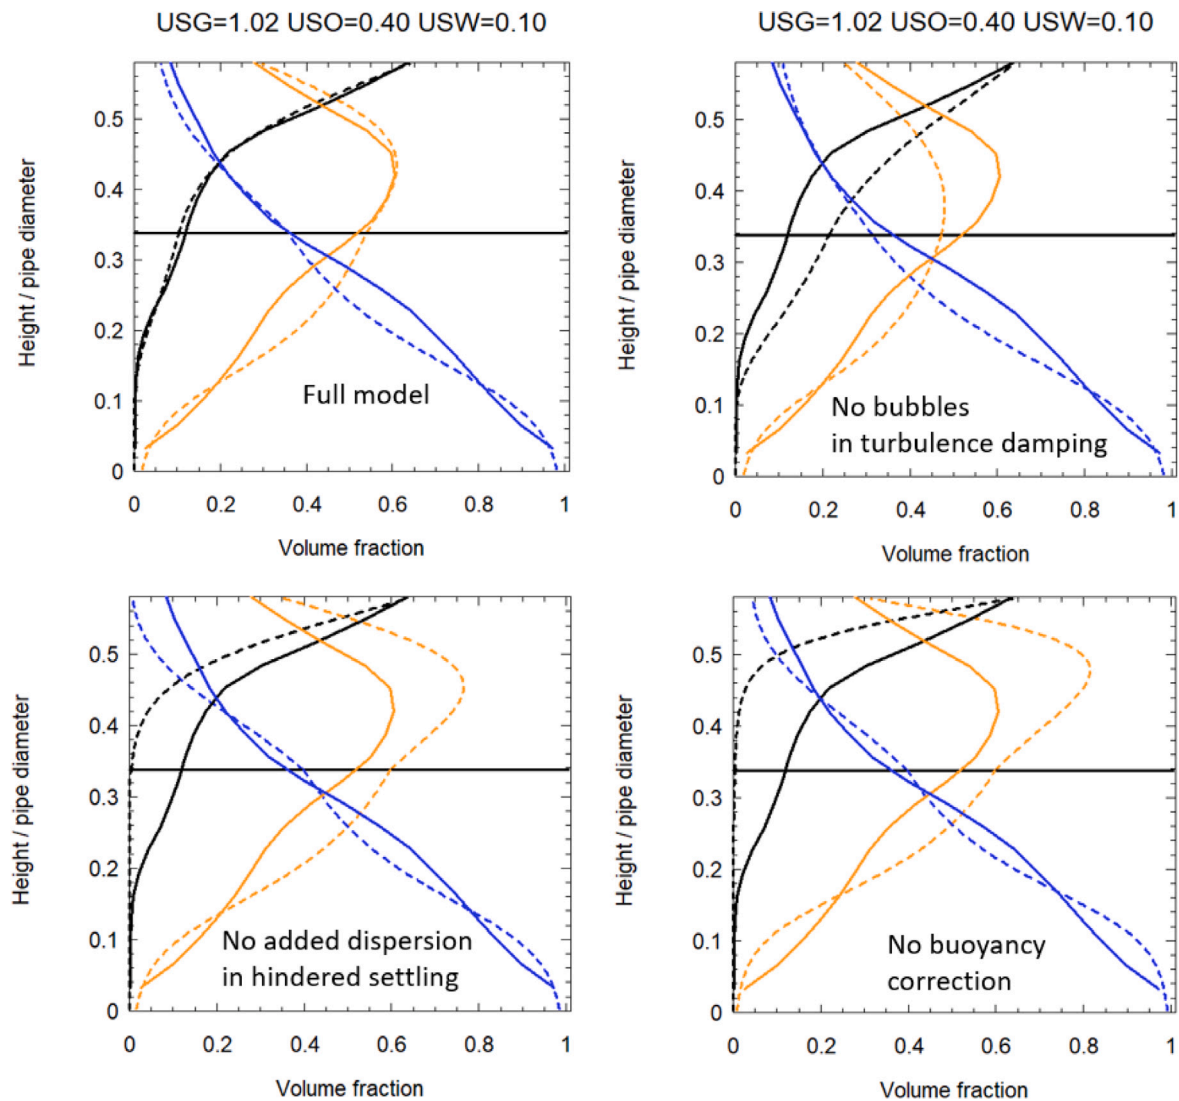 USG=1.02 USO=0.40 USW=0.10
0.5
0.4
0.3
0.2
0.1
0
Height / pipe diameter
Full model
0 0.2 0.4 0.6 0.8 1
Volume fraction
USG=1.02 USO=0.40 USW=0.10
0.5
0.4
0.3
0.2
0.1
0
Height / pipe diameter
No bubbles
in turbulence damping
0 0.2 0.4 0.6 0.8 1
Volume fraction
0.5
0.4
0.3
0.2
0.1
0
Height / pipe diameter
No added dispersion
in hindered settling
0 0.2 0.4 0.6 0.8 1
Volume fraction
0.5
0.4
0.3
0.2
0.1
0
Height / pipe diameter
No buoyancy
correction
0 0.2 0.4 0.6 0.8 1
Volume fraction